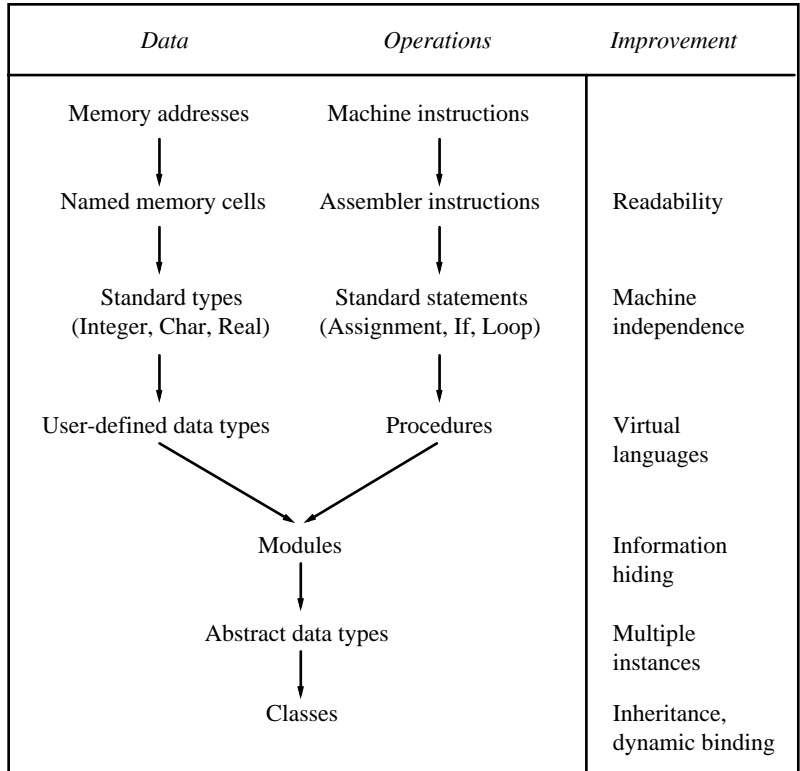 Data Operations Improvement
Memory addresses Machine instructions
Named memory cells Assembler instructions Readability
Standard types Standard statements Machine
(Integer, Char, Real) (Assignment, If, Loop) independence
User-defined data types Procedures Virtual
languages
Modules Information
hiding
Abstract data types Multiple
instances
Classes Inheritance,
dynamic binding